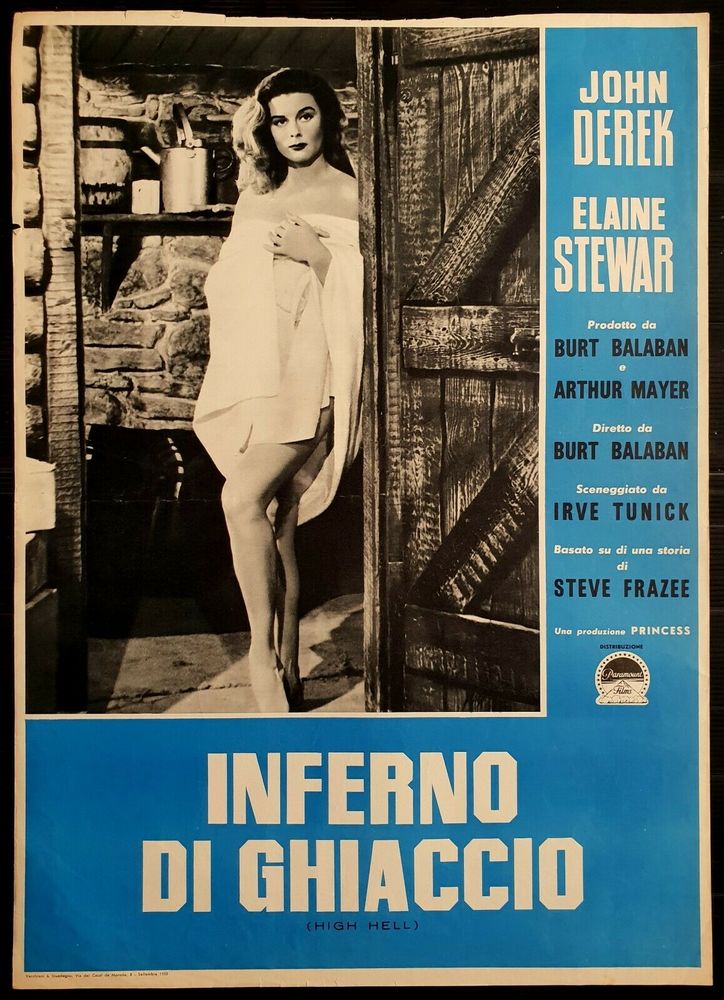 JOHN
DEREK
ELAINE
STEWAR
Prodotto da
BURT BALABAN
e
ARTHUR MAYER
Diretto da
BURT BALABAN
Sceneggiato da
IRVE TUNICK
Basato su di una storia
di
STEVE FRAZEE
Una produzione PRINCESS
DISTRIBUZIONE
Paramount
Films
INFERNO
DI GHIACCIO
(HIGH HELL)